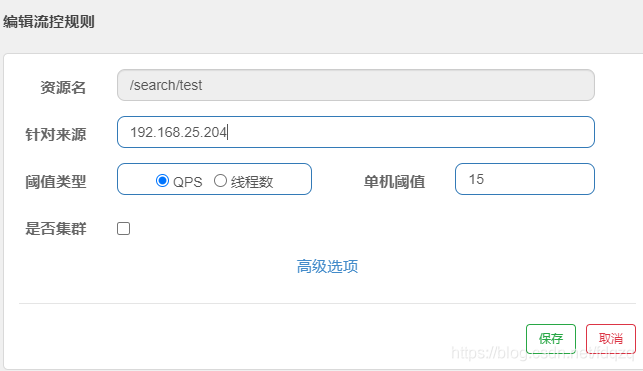 编辑流控规则
资源名 /search/test
针对来源 192.168.25.204
阈值类型 QPS 线程数 单机阈值 15
是否集群
高级选项
保存 取消
https://blog.csdn.net/dqzq